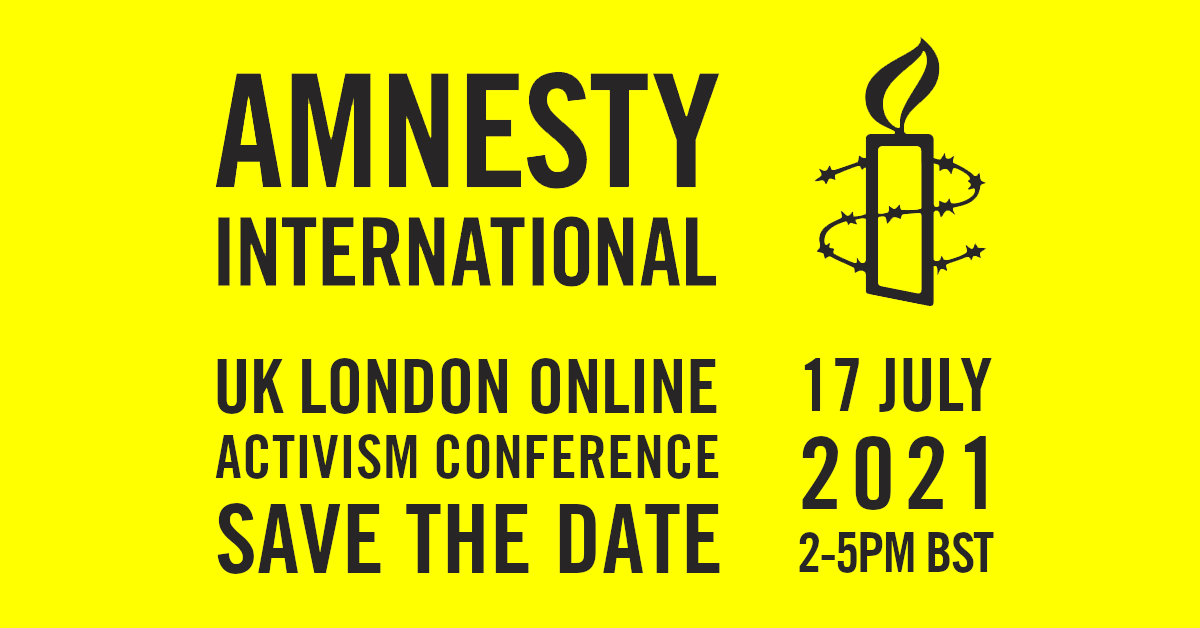 AMNESTY
INTERNATIONAL
UK LONDON ONLINE
ACTIVISM CONFERENCE
SAVE THE DATE
17 JULY
2021
2-5PM BST